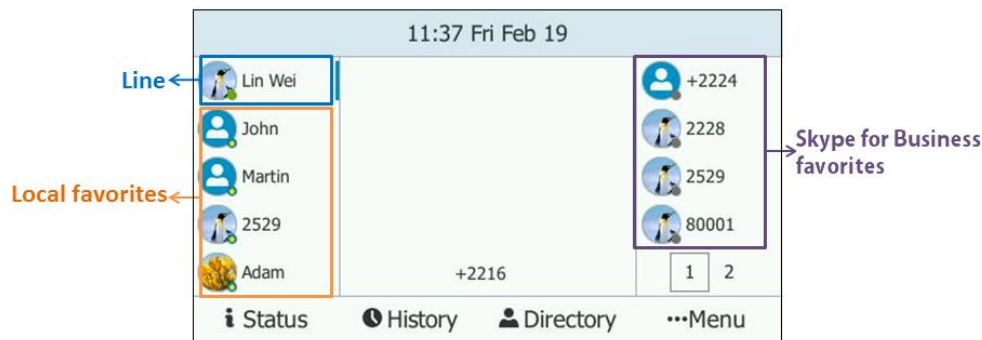 11:37 Fri Feb 19
Line
Lin Wei
John
Martin
Local favorites
2529
Adam
+2216
+2224
2228
2529
80001
Skype for Business
favorites
1 2
Status History Directory Menu